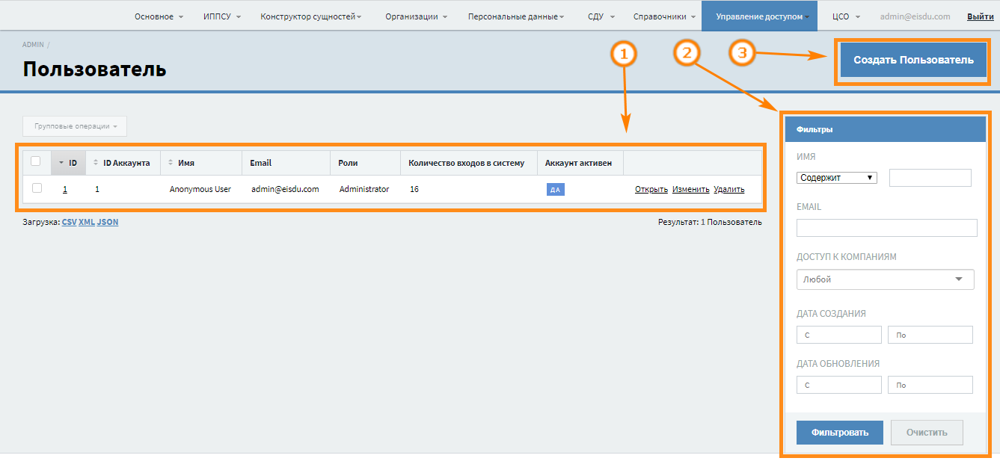 Основное ИППСУ Конструктор сущностей Организации Персональные данные СДУ Справочники Управление доступом ЦСО admin@eisdu.com Выйти
ADMIN /
Пользователь
1 2 3
Создать Пользователь
Групповые операции
ID ID Аккаунта Имя Email Роли Количество входов в систему Аккаунт активен
1 1 Anonymous User admin@eisdu.com Administrator 16 ДА Открыть Изменить Удалить
Загрузка: CSV XML JSON Результат: 1 Пользователь
Фильтры
ИМЯ
Содержит
EMAIL
ДОСТУП К КОМПАНИЯМ
Любой
ДАТА СОЗДАНИЯ
С По
ДАТА ОБНОВЛЕНИЯ
С По
Фильтровать Очистить